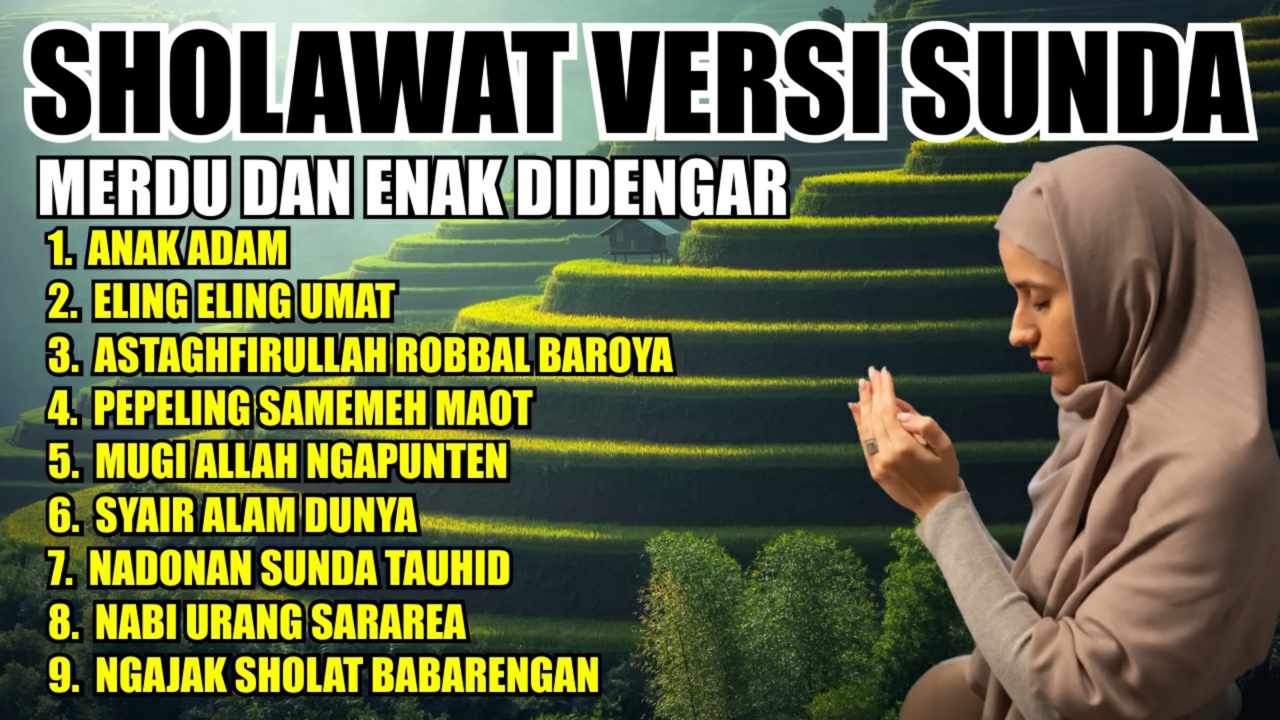 SHOLAWAT VERSI SUNDA
MERDU DAN ENAK DIDENGAR
1. ANAK ADAM
2. ELING ELING UMAT
3. ASTAGHFIRULLAH ROBBAL BAROYA
4. PEPELING SAMEMEH MAOT
5. MUGI ALLAH NGAPUNTEN
6. SYAIR ALAM DUNYA
7. NADONAN SUNDA TAUHID
8. NABI URANG SARAREA
9. NGAJAK SHOLAT BABARENGAN